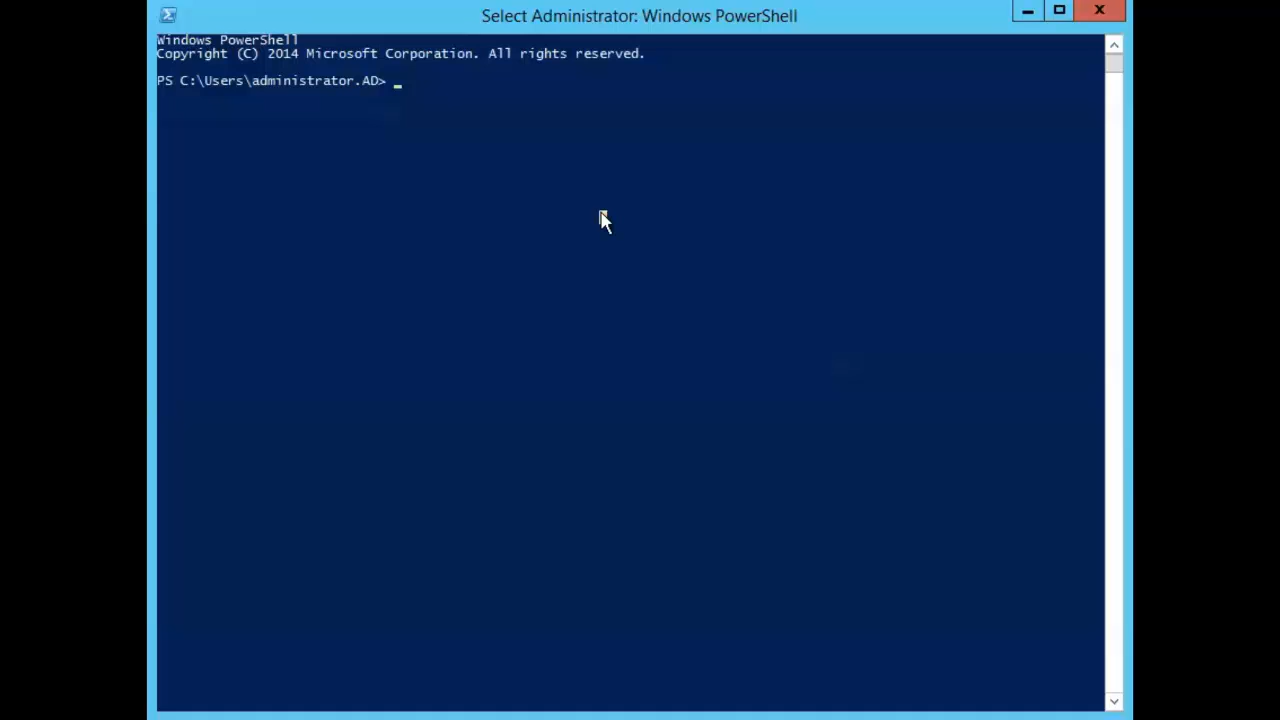 Select Administrator: Windows PowerShell
Windows PowerShell
Copyright (C) 2014 Microsoft Corporation. All rights reserved.
PS C:\Users\administrator.AD>